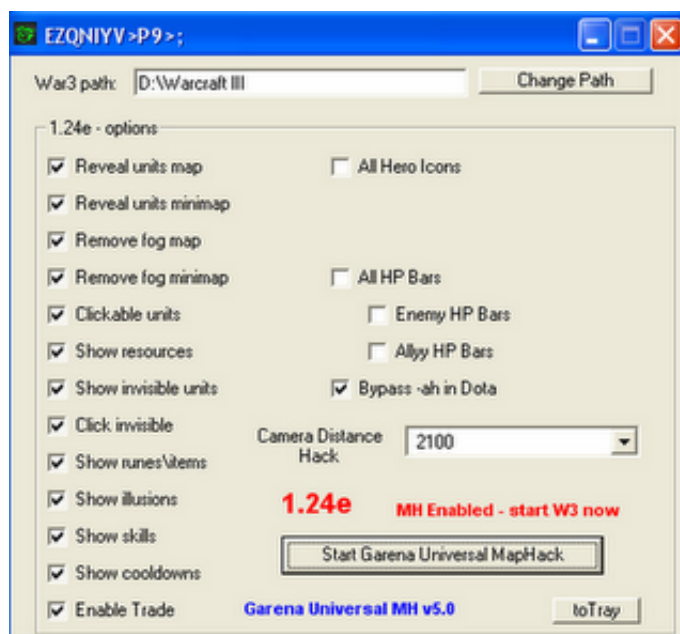 EZQNIYV>P9>;
War3 path: D:\Warcraft III Change Path
1.24e - options
Reveal units map All Hero Icons
Reveal units minimap
Remove fog map
Remove fog minimap All HP Bars
Clickable units Enemy HP Bars
Show resources Allyy HP Bars
Show invisible units Bypass -ah in Dota
Click invisible
Camera Distance Hack 2100
Show runes\items
Show illusions
1.24e MH Enabled - start W3 now
Show skills
Start Garena Universal MapHack
Show cooldowns
Enable Trade Garena Universal MH v5.0 toTray